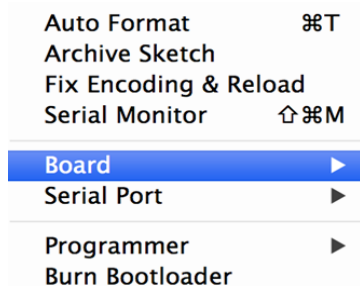 Auto Format ⌘T
Archive Sketch
Fix Encoding & Reload
Serial Monitor ⇧⌘M
Board ▶
Serial Port ▶
Programmer ▶
Burn Bootloader